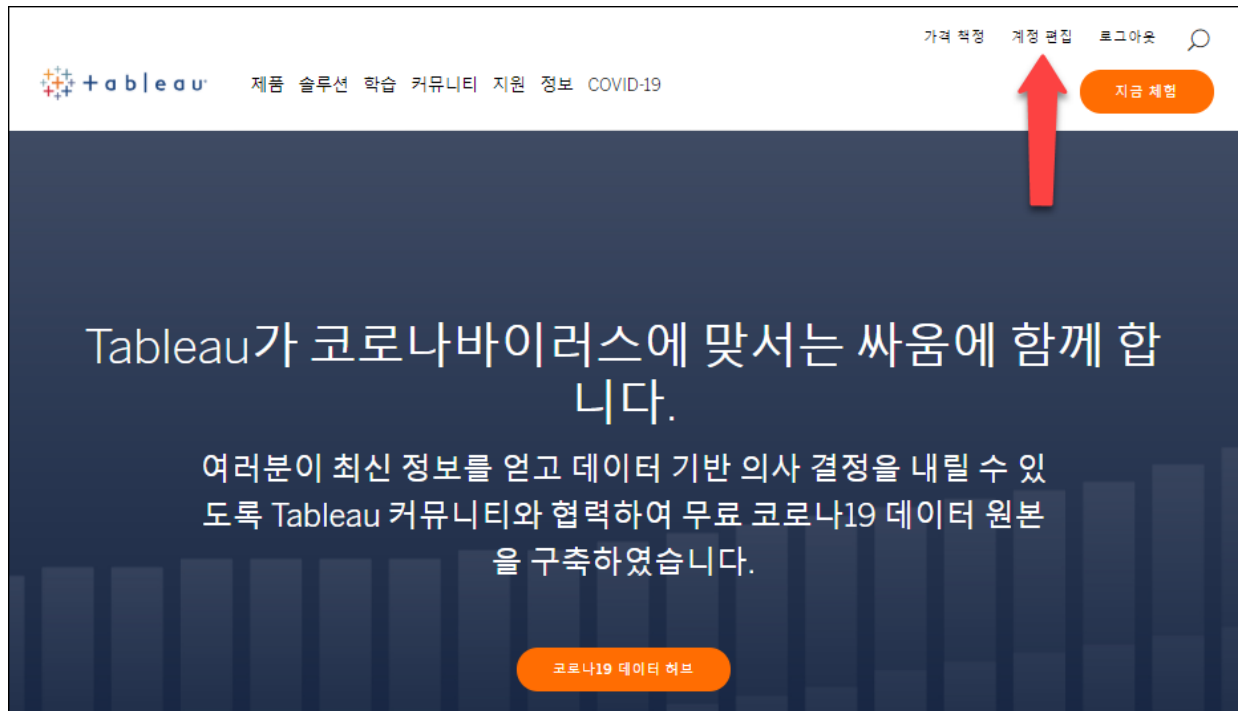 가격 책정 계정 편집 로그아웃
+ableau 제품 솔루션 학습 커뮤니티 지원 정보 COVID-19
지금 체험
Tableau가 코로나바이러스에 맞서는 싸움에 함께 합
니다.
여러분이 최신 정보를 얻고 데이터 기반 의사 결정을 내릴 수 있
도록 Tableau 커뮤니티와 협력하여 무료 코로나19 데이터 원본
을 구축하였습니다.
코로나19 데이터 허브